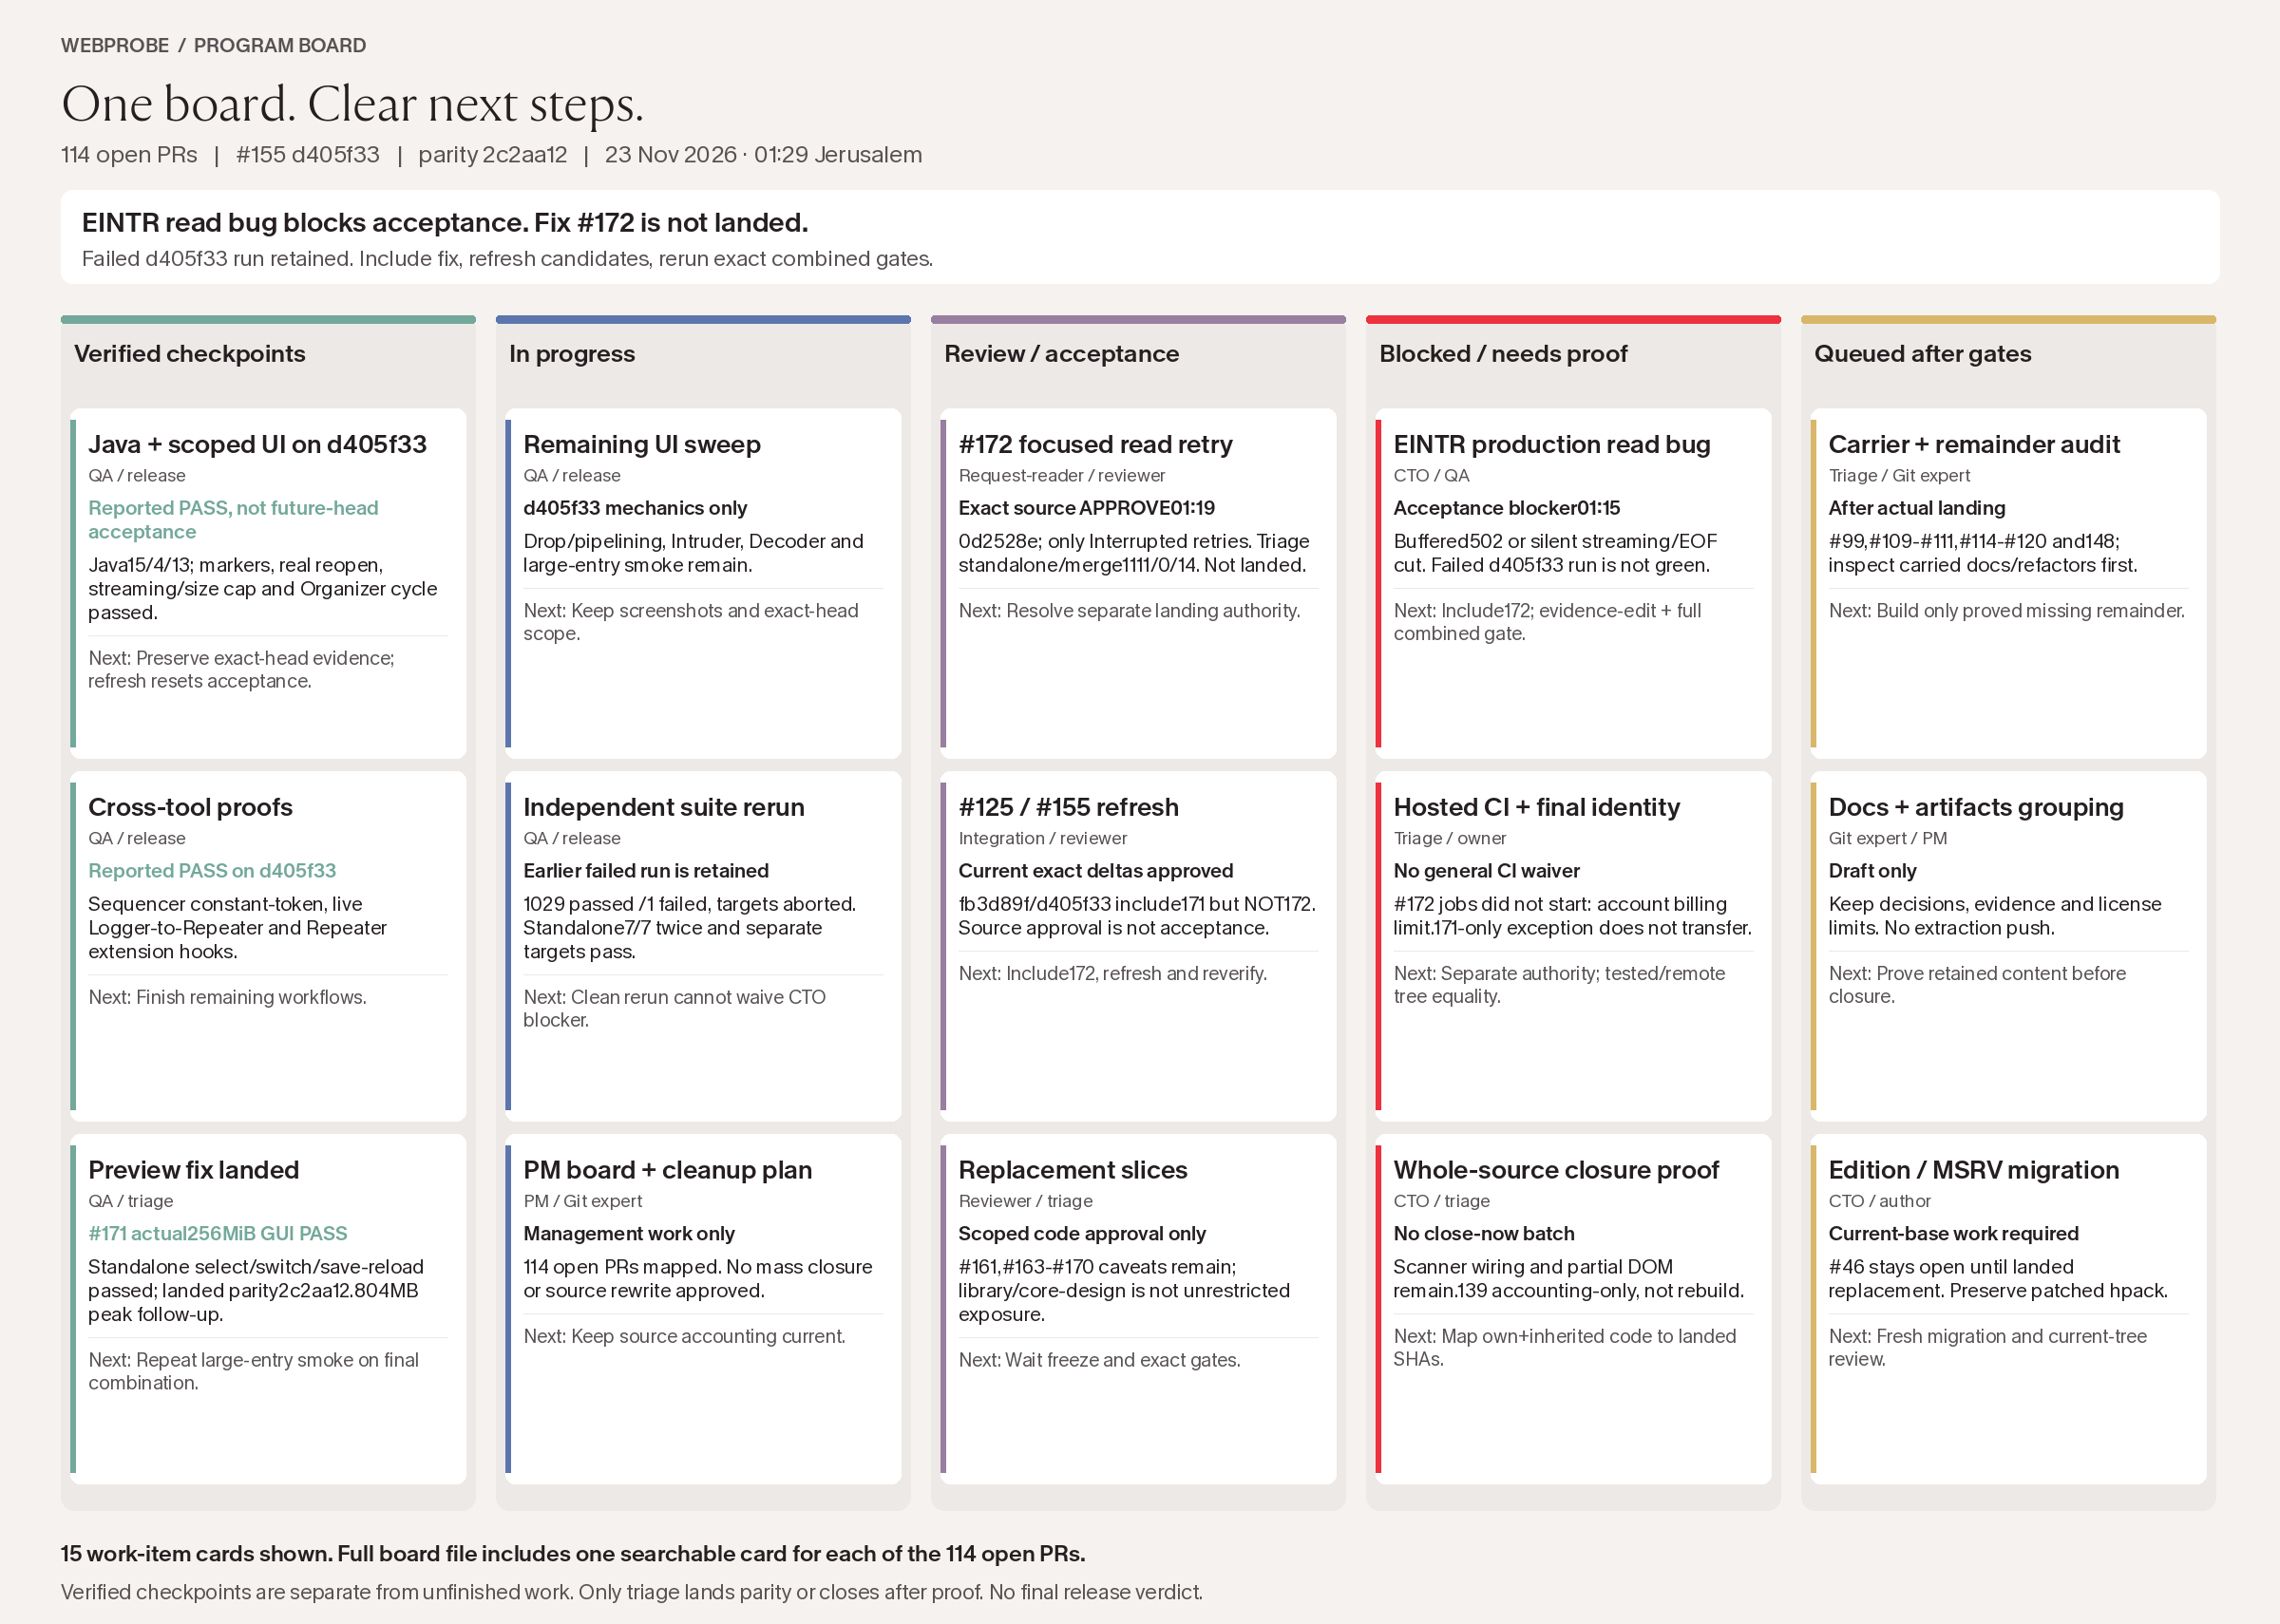 WEBPROBE / PROGRAM BOARD
One board. Clear next steps.
114 open PRs | #155 d405f33 | parity 2c2aa12 | 23 Nov 2026 · 01:29 Jerusalem
EINTR read bug blocks acceptance. Fix #172 is not landed.
Failed d405f33 run retained. Include fix, refresh candidates, rerun exact combined gates.
Verified checkpoints
Java + scoped UI on d405f33
QA / release
Reported PASS, not future-head
acceptance
Java15/4/13; markers, real reopen,
streaming/size cap and Organizer cycle
passed.
Next: Preserve exact-head evidence;
refresh resets acceptance.
Cross-tool proofs
QA / release
Reported PASS on d405f33
Sequencer constant-token, live
Logger-to-Repeater and Repeater
extension hooks.
Next: Finish remaining workflows.
Preview fix landed
QA / triage
#171 actual256MiB GUI PASS
Standalone select/switch/save-reload
passed; landed parity2c2aa12.804MB
peak follow-up.
Next: Repeat large-entry smoke on final
combination.
In progress
Remaining UI sweep
QA / release
d405f33 mechanics only
Drop/pipelining, Intruder, Decoder and
large-entry smoke remain.
Next: Keep screenshots and exact-head
scope.
Independent suite rerun
QA / release
Earlier failed run is retained
1029 passed /1 failed, targets aborted.
Standalone7/7 twice and separate
targets pass.
Next: Clean rerun cannot waive CTO
blocker.
PM board + cleanup plan
PM / Git expert
Management work only
114 open PRs mapped. No mass closure
or source rewrite approved.
Next: Keep source accounting current.
Review / acceptance
#172 focused read retry
Request-reader / reviewer
Exact source APPROVE01:19
0d2528e; only Interrupted retries. Triage
standalone/merge1111/0/14. Not landed.
Next: Resolve separate landing authority.
#125 / #155 refresh
Integration / reviewer
Current exact deltas approved
fb3d89f/d405f33 include171 but NOT172.
Source approval is not acceptance.
Next: Include172, refresh and reverify.
Replacement slices
Reviewer / triage
Scoped code approval only
#161,#163-#170 caveats remain;
library/core-design is not unrestricted
exposure.
Next: Wait freeze and exact gates.
Blocked / needs proof
EINTR production read bug
CTO / QA
Acceptance blocker01:15
Buffered502 or silent streaming/EOF
cut. Failed d405f33 run is not green.
Next: Include172; evidence-edit + full
combined gate.
Hosted CI + final identity
Triage / owner
No general CI waiver
#172 jobs did not start: account billing
limit.171-only exception does not transfer.
Next: Separate authority; tested/remote
tree equality.
Whole-source closure proof
CTO / triage
No close-now batch
Scanner wiring and partial DOM
remain.139 accounting-only, not rebuild.
Next: Map own+inherited code to landed
SHAs.
Queued after gates
Carrier + remainder audit
Triage / Git expert
After actual landing
#99,#109-#111,#114-#120 and148;
inspect carried docs/refactors first.
Next: Build only proved missing remainder.
Docs + artifacts grouping
Git expert / PM
Draft only
Keep decisions, evidence and license
limits. No extraction push.
Next: Prove retained content before
closure.
Edition / MSRV migration
CTO / author
Current-base work required
#46 stays open until landed
replacement. Preserve patched hpack.
Next: Fresh migration and current-tree
review.
15 work-item cards shown. Full board file includes one searchable card for each of the 114 open PRs.
Verified checkpoints are separate from unfinished work. Only triage lands parity or closes after proof. No final release verdict.